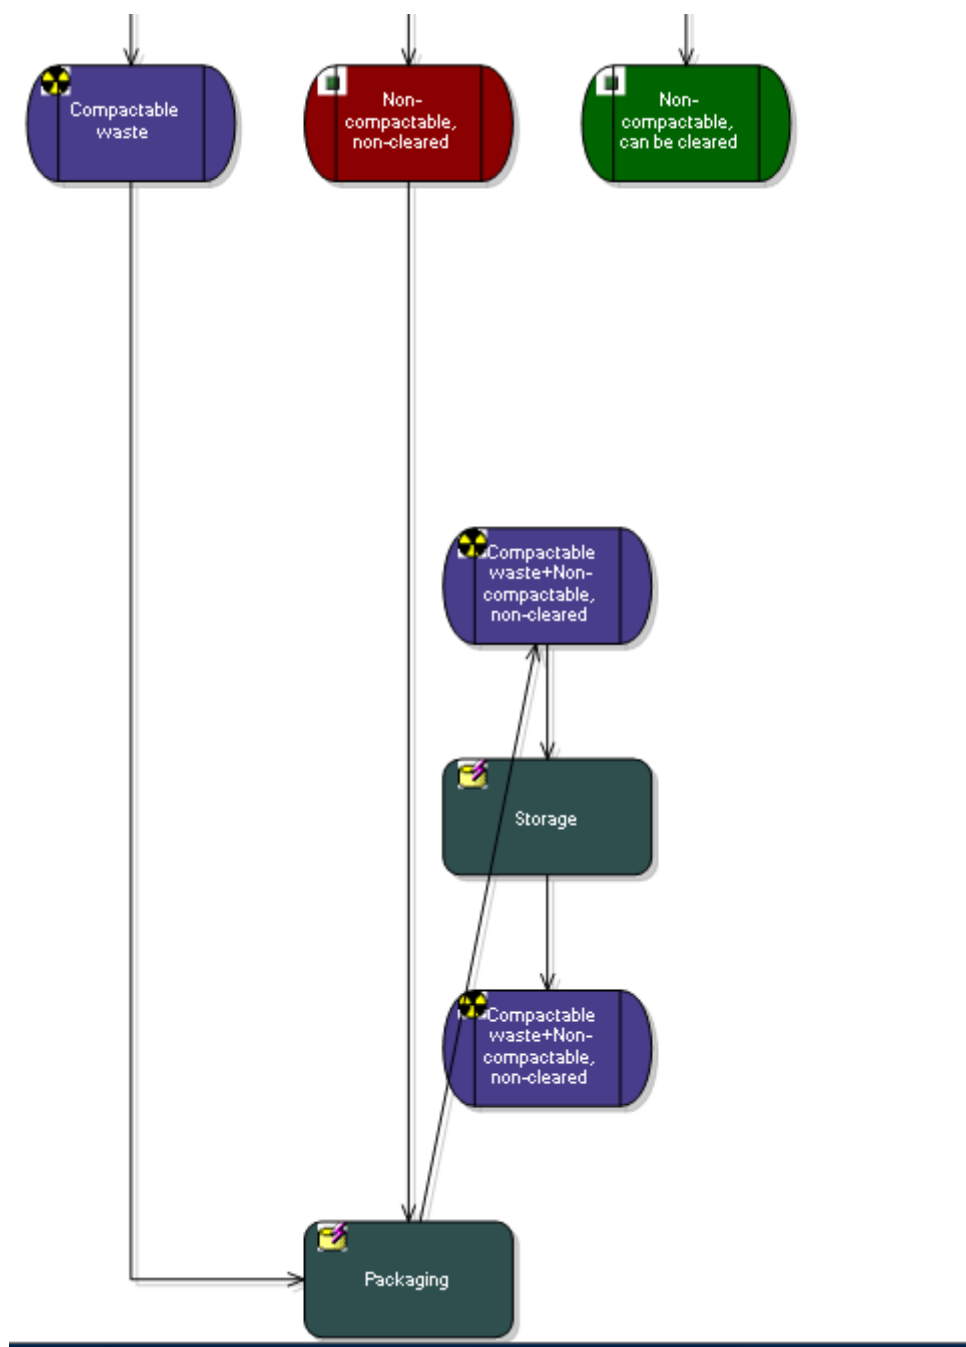 Compactable
waste
Non-
compactable,
non-cleared
Non-
compactable,
can be cleared
Compactable
waste+Non-
compactable,
non-cleared
Storage
Compactable
waste+Non-
compactable,
non-cleared
Packaging